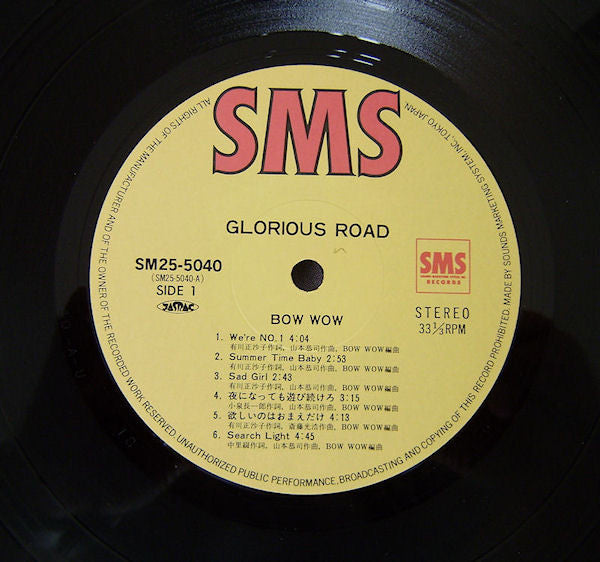 SMS
GLORIOUS ROAD
SM25-5040
(SM25-5040-A)
SIDE 1
JASRAC
SMS
SOUNDS MARKETING SYSTEM, INC.
RECORDS
STEREO
33 1/3 RPM
BOW WOW
1. We're NO.1 4:04
有川正沙子作詞, 山本恭司作曲, BOW WOW編曲
2. Summer Time Baby 2:53
有川正沙子作詞, 山本恭司作曲, BOW WOW編曲
3. Sad Girl 2:43
有川正沙子作詞, 山本恭司作曲, BOW WOW編曲
4. 夜になっても遊び続けろ 3:15
小泉長一郎作詞, 山本恭司作曲, BOW WOW編曲
5. 欲しいのはおまえだけ 4:13
有川正沙子作詞, 斎藤光浩作曲, BOW WOW編曲
6. Search Light 4:45
中里綴作詞, 山本恭司作曲, BOW WOW編曲
ALL RIGHTS OF THE MANUFACTURER AND OF THE OWNER OF THE RECORDED WORK RESERVED. UNAUTHORIZED PUBLIC PERFORMANCE, BROADCASTING AND COPYING OF THIS RECORD PROHIBITED. MADE BY SOUNDS MARKETING SYSTEM, INC., TOKYO JAPAN